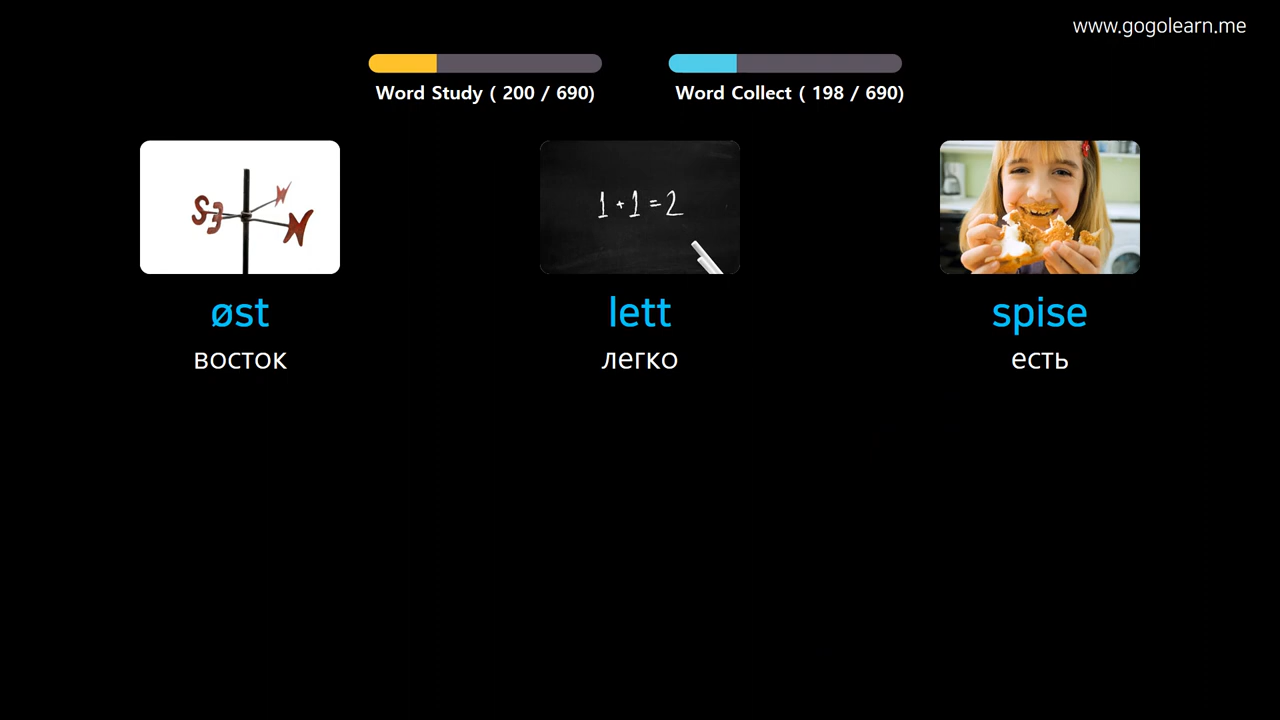 www.gogolearn.me
Word Study ( 200 / 690)
Word Collect ( 198 / 690)
S E N W
1 + 1 = 2
øst
lett
spise
восток
легко
есть